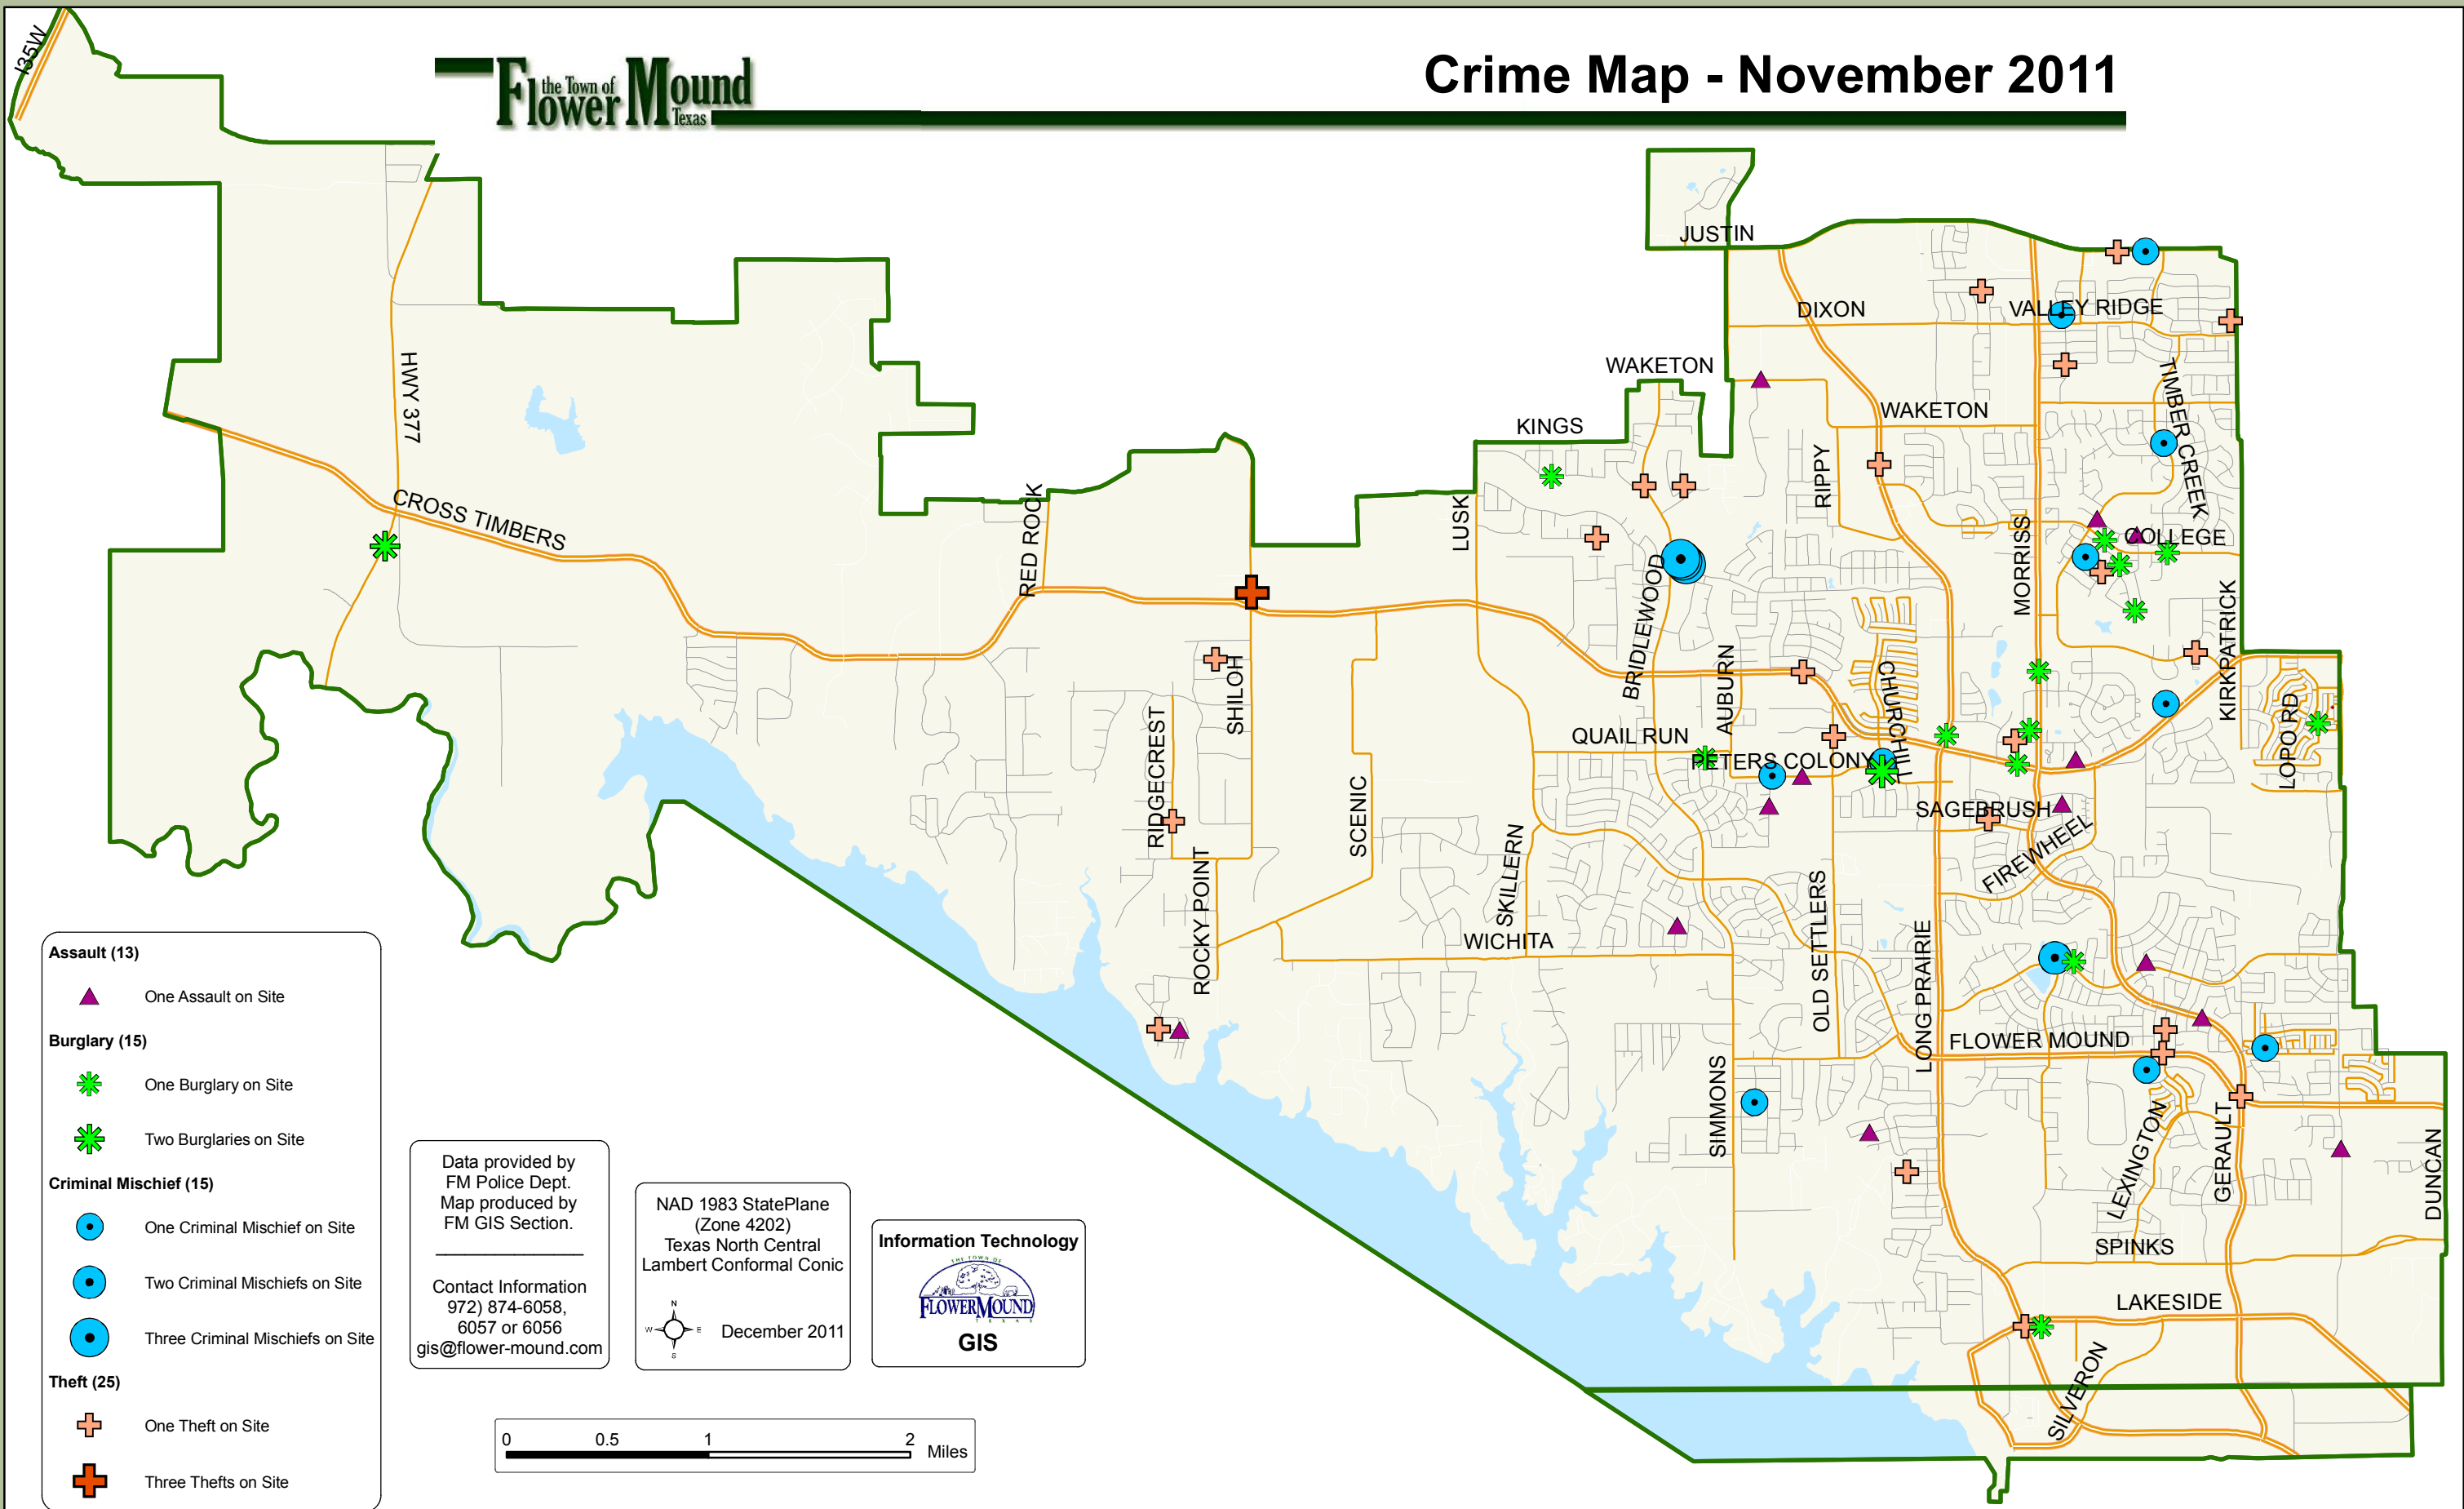 the Town of
Flower Mound
Texas
Crime Map - November 2011
I35W
HWY 377
CROSS TIMBERS
RED ROCK
SHILOH
RIDGECREST
ROCKY POINT
SCENIC
LUSK
KINGS
WAKETON
JUSTIN
DIXON
VALLEY RIDGE
TIMBER CREEK
WAKETON
RIPPY
MORRISS
COLLEGE
KIRKPATRICK
BRIDLEWOOD
AUBURN
CHURCHILL
QUAIL RUN
PETERS COLONY
LOPO RD
SAGEBRUSH
FIREWHEEL
SKILLERN
WICHITA
OLD SETTLERS
LONG PRAIRIE
FLOWER MOUND
SIMMONS
LEXINGTON
GERAULT
DUNCAN
SPINKS
LAKESIDE
SILVERON
Assault (13)
One Assault on Site
Burglary (15)
One Burglary on Site
Two Burglaries on Site
Criminal Mischief (15)
One Criminal Mischief on Site
Two Criminal Mischiefs on Site
Three Criminal Mischiefs on Site
Theft (25)
One Theft on Site
Three Thefts on Site
Data provided by
FM Police Dept.
Map produced by
FM GIS Section.
Contact Information
972) 874-6058,
6057 or 6056
gis@flower-mound.com
NAD 1983 StatePlane
(Zone 4202)
Texas North Central
Lambert Conformal Conic
N
W E
S
December 2011
Information Technology
THE TOWN OF
FLOWER MOUND
TEXAS
GIS
0 0.5 1 2 Miles